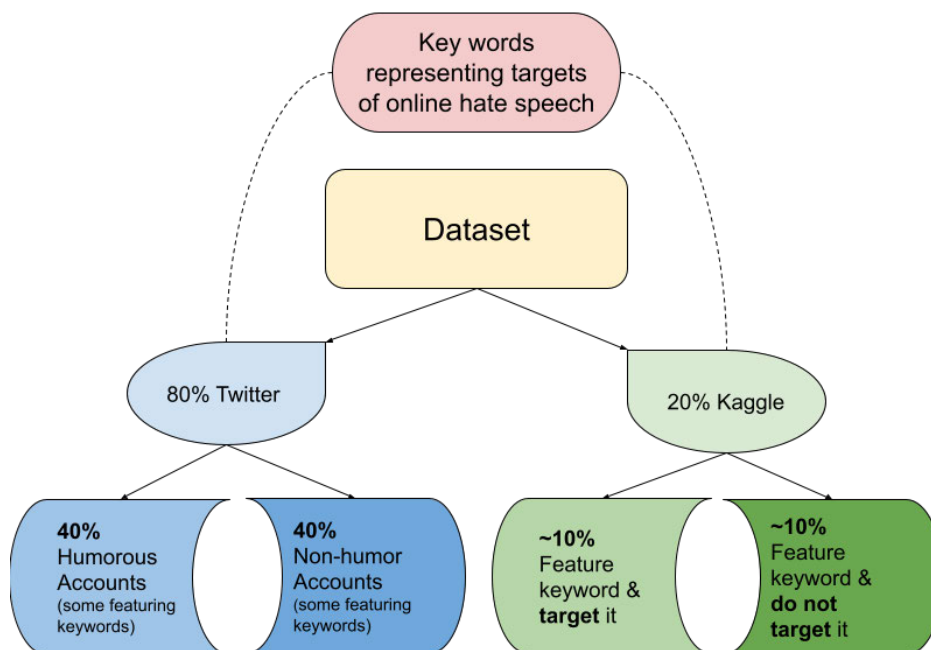 Key words
representing targets
of online hate speech
Dataset
80% Twitter
20% Kaggle
40%
Humorous
Accounts
(some featuring
keywords)
40%
Non-humor
Accounts
(some featuring
keywords)
~10%
Feature
keyword &
target it
~10%
Feature
keyword &
do not
target it